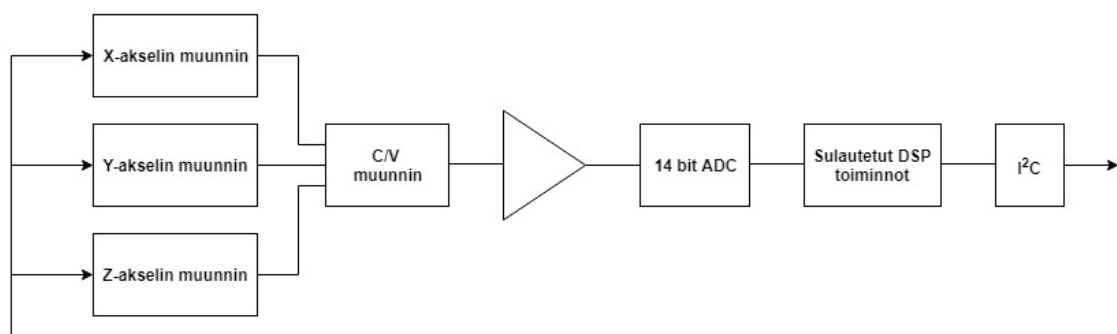 X-akselin muunnin
Y-akselin muunnin
Z-akselin muunnin
C/V
muunnin
14 bit ADC
Sulautetut DSP
toiminnot
I²C